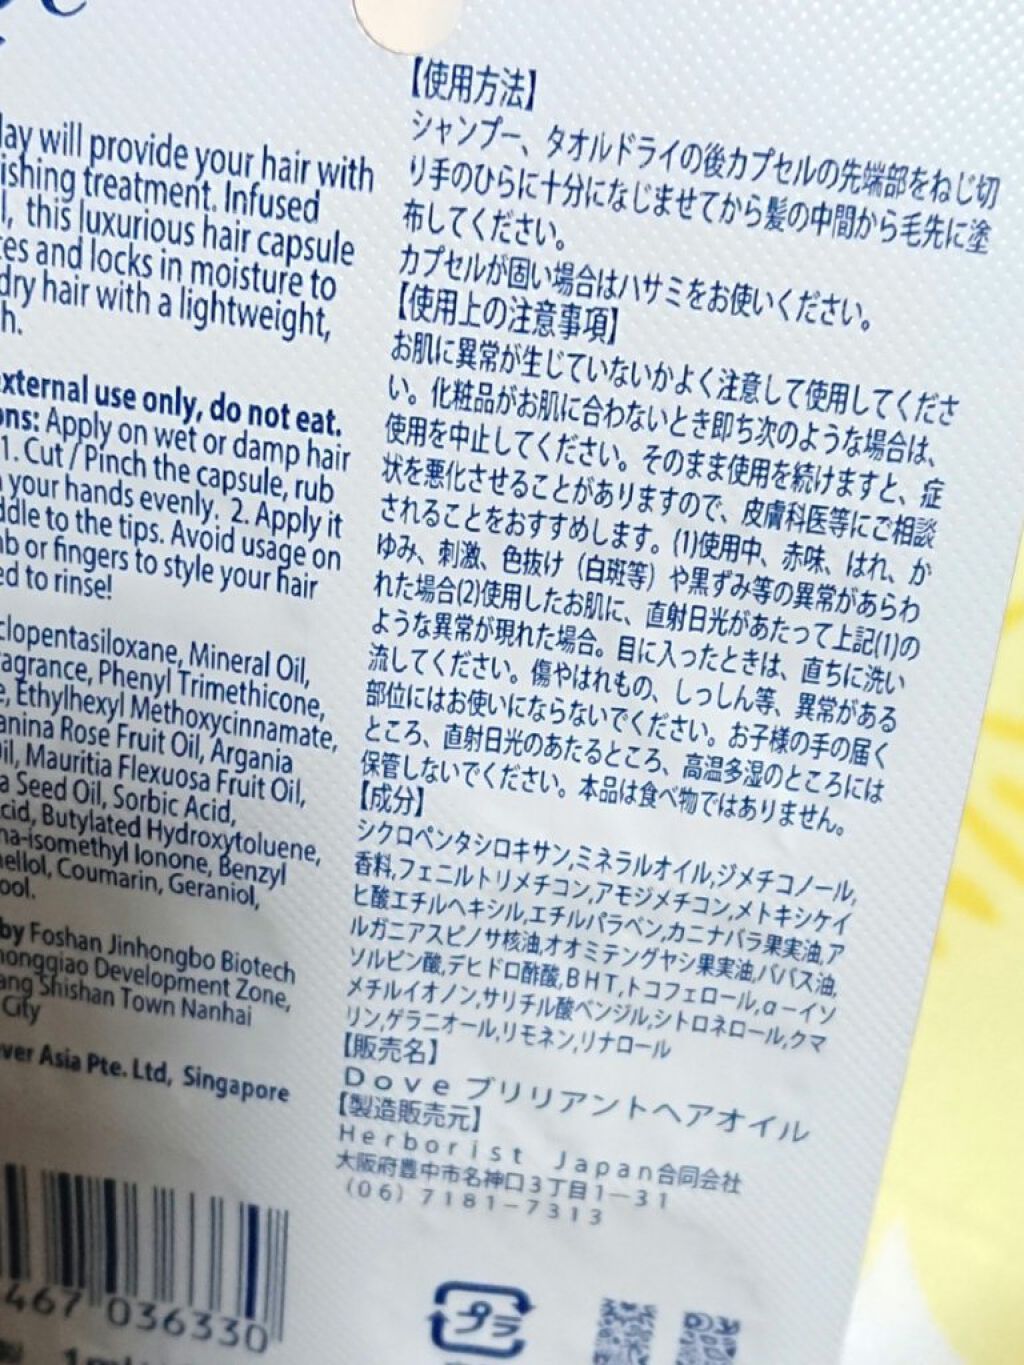 will provide your hair with
treatment. Infused
this luxurious hair capsule
and locks in moisture to
dry hair with a lightweight,
external use only, do not eat.
Apply on wet or damp hair
1. Cut / Pinch the capsule, rub
your hands evenly. 2. Apply it
to the tips. Avoid usage on
or fingers to style your hair
to rinse!
Mineral Oil,
Phenyl Trimethicone,
Ethylhexyl Methoxycinnamate,
Rose Fruit Oil, Argania
Mauritia Flexuosa Fruit Oil,
Seed Oil, Sorbic Acid,
Butylated Hydroxytoluene,
Ionone, Benzyl
Coumarin, Geraniol,
by Foshan Jinhongbo Biotech
Development Zone,
Shishan Town Nanhai
City
Asia Pte. Ltd, Singapore
467 036330
【使用方法】
シャンプー、タオルドライの後カプセルの先端部をねじ切
り手のひらに十分になじませてから髪の中間から毛先に塗
布してください。
カプセルが固い場合はハサミをお使いください。
【使用上の注意事項】
お肌に異常が生じていないかよく注意して使用してくださ
い。化粧品がお肌に合わないとき即ち次のような場合は、
使用を中止してください。そのまま使用を続けますと、症
状を悪化させることがありますので、皮膚科医等にご相談
されることをおすすめします。(1)使用中、赤味、はれ、か
ゆみ、刺激、色抜け（白斑等）や黒ずみ等の異常があらわ
れた場合(2)使用したお肌に、直射日光があたって上記(1)の
ような異常が現れた場合。目に入ったときは、直ちに洗い
流してください。傷やはれもの、しっしん等、異常がある
部位にはお使いにならないでください。お子様の手の届く
ところ、直射日光のあたるところ、高温多湿のところには
保管しないでください。本品は食べ物ではありません。
【成分】
シクロペンタシロキサン,ミネラルオイル,ジメチコノール,
香料,フェニルトリメチコン,アモジメチコン,メトキシケイ
ヒ酸エチルヘキシル,エチルパラベン,カニナバラ果実油,ア
ルガニアスピノサ核油,オオミテングヤシ果実油,ババス油,
ソルビン酸,デヒドロ酢酸,BHT,トコフェロール,α－イソ
メチルイオノン,サリチル酸ベンジル,シトロネロール,クマ
リン,ゲラニオール,リモネン,リナロール
【販売名】
Dove ブリリアントヘアオイル
【製造販売元】
Herborist Japan合同会社
大阪府豊中市名神口3丁目1－31
(06) 7181-7313
プラ